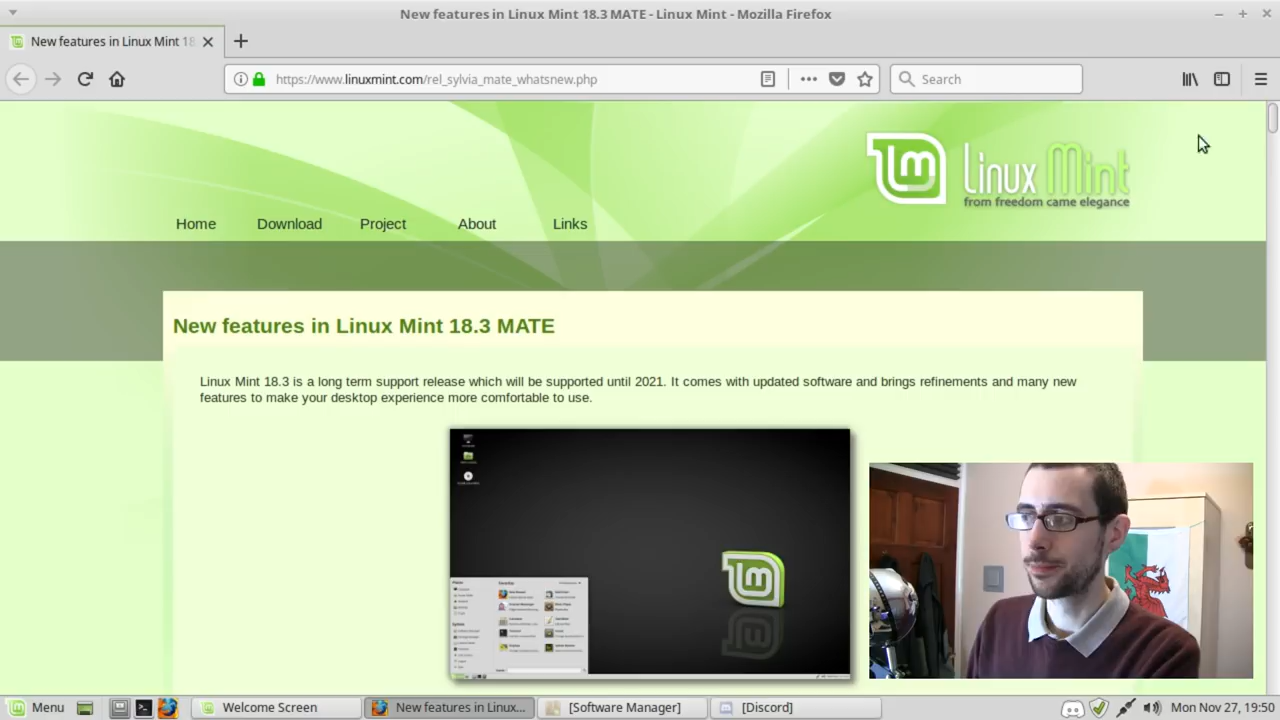 New features in Linux Mint 18.3 MATE - Linux Mint - Mozilla Firefox
New features in Linux Mint 18
https://www.linuxmint.com/rel_sylvia_mate_whatsnew.php
Search
Linux Mint
from freedom came elegance
Home Download Project About Links
New features in Linux Mint 18.3 MATE
Linux Mint 18.3 is a long term support release which will be supported until 2021. It comes with updated software and brings refinements and many new
features to make your desktop experience more comfortable to use.
Menu Welcome Screen New features in Linux... [Software Manager] [Discord] Mon Nov 27, 19:50